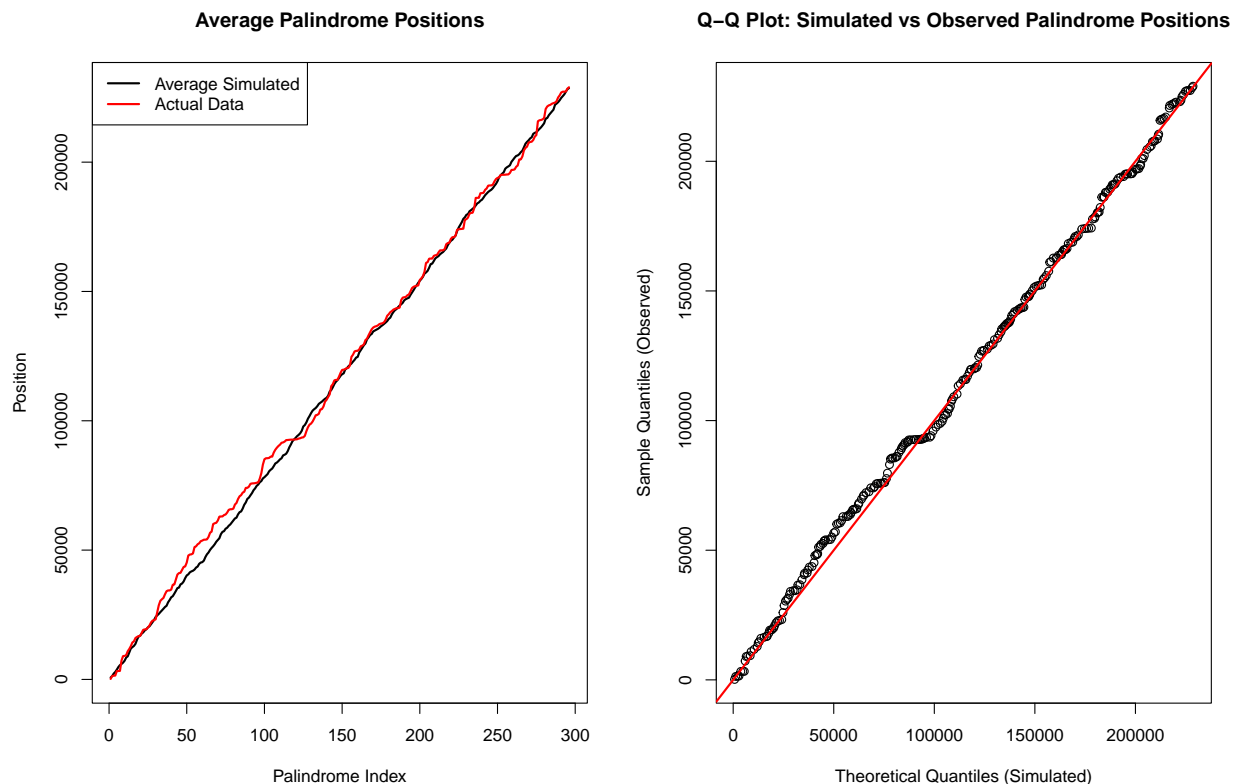 Average Palindrome Positions
Average Simulated
Actual Data
Position
0
50000
100000
150000
200000
0
50
100
150
200
250
300
Palindrome Index
Q−Q Plot: Simulated vs Observed Palindrome Positions
Sample Quantiles (Observed)
0
50000
100000
150000
200000
0
50000
100000
150000
200000
Theoretical Quantiles (Simulated)